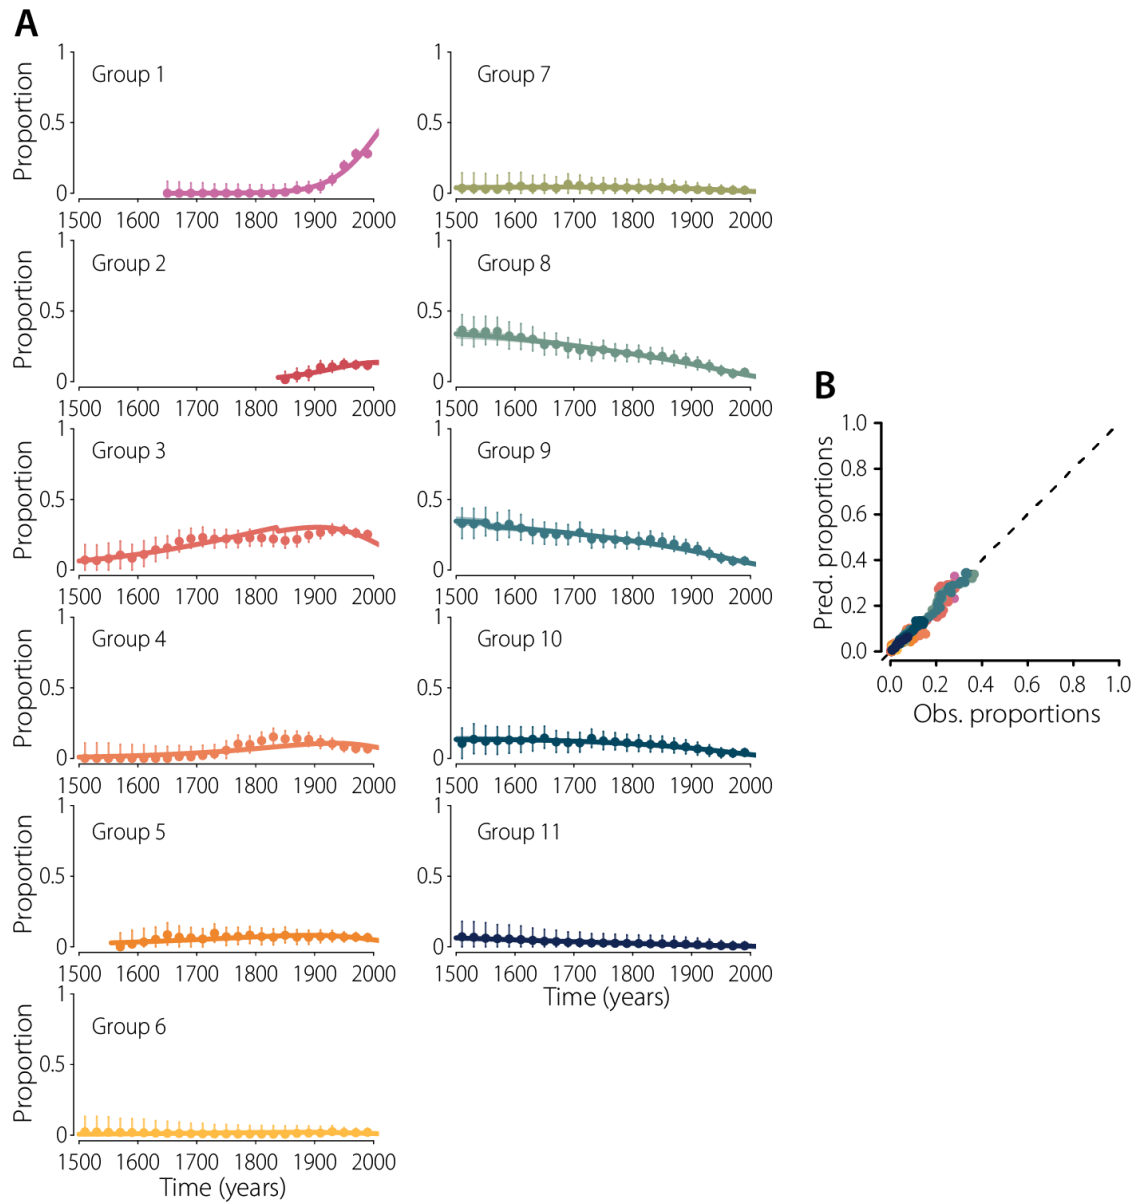 A
Proportion
1
0.5
0
Group 1
1500 1600 1700 1800 1900 2000
1
0.5
0
Group 7
1500 1600 1700 1800 1900 2000
Proportion
1
0.5
0
Group 2
1500 1600 1700 1800 1900 2000
1
0.5
0
Group 8
1500 1600 1700 1800 1900 2000
Proportion
1
0.5
0
Group 3
1500 1600 1700 1800 1900 2000
1
0.5
0
Group 9
1500 1600 1700 1800 1900 2000
Proportion
1
0.5
0
Group 4
1500 1600 1700 1800 1900 2000
1
0.5
0
Group 10
1500 1600 1700 1800 1900 2000
Proportion
1
0.5
0
Group 5
1500 1600 1700 1800 1900 2000
1
0.5
0
Group 11
1500 1600 1700 1800 1900 2000
Time (years)
Proportion
1
0.5
0
Group 6
1500 1600 1700 1800 1900 2000
Time (years)
B
Pred. proportions
1.0
0.8
0.6
0.4
0.2
0.0
0.0 0.2 0.4 0.6 0.8 1.0
Obs. proportions